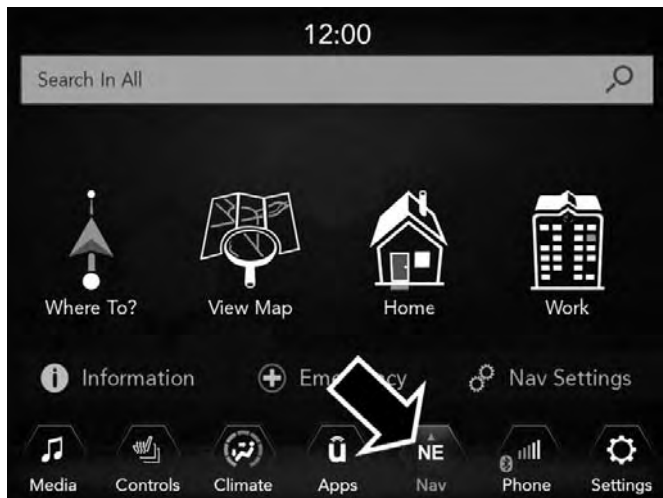 12:00
Search In All
Where To?
View Map
Home
Work
Information
Nav Settings
NE
Media
Controls
Climate
Apps
Nav
Phone
Settings